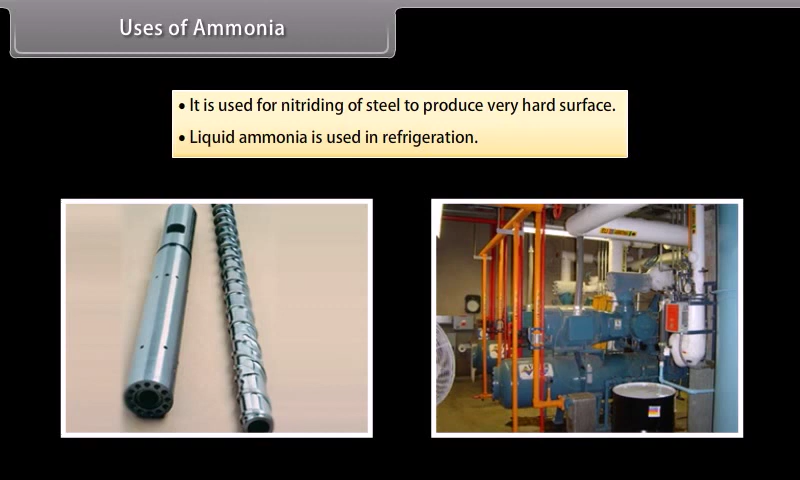 Uses of Ammonia
• It is used for nitriding of steel to produce very hard surface.
• Liquid ammonia is used in refrigeration.